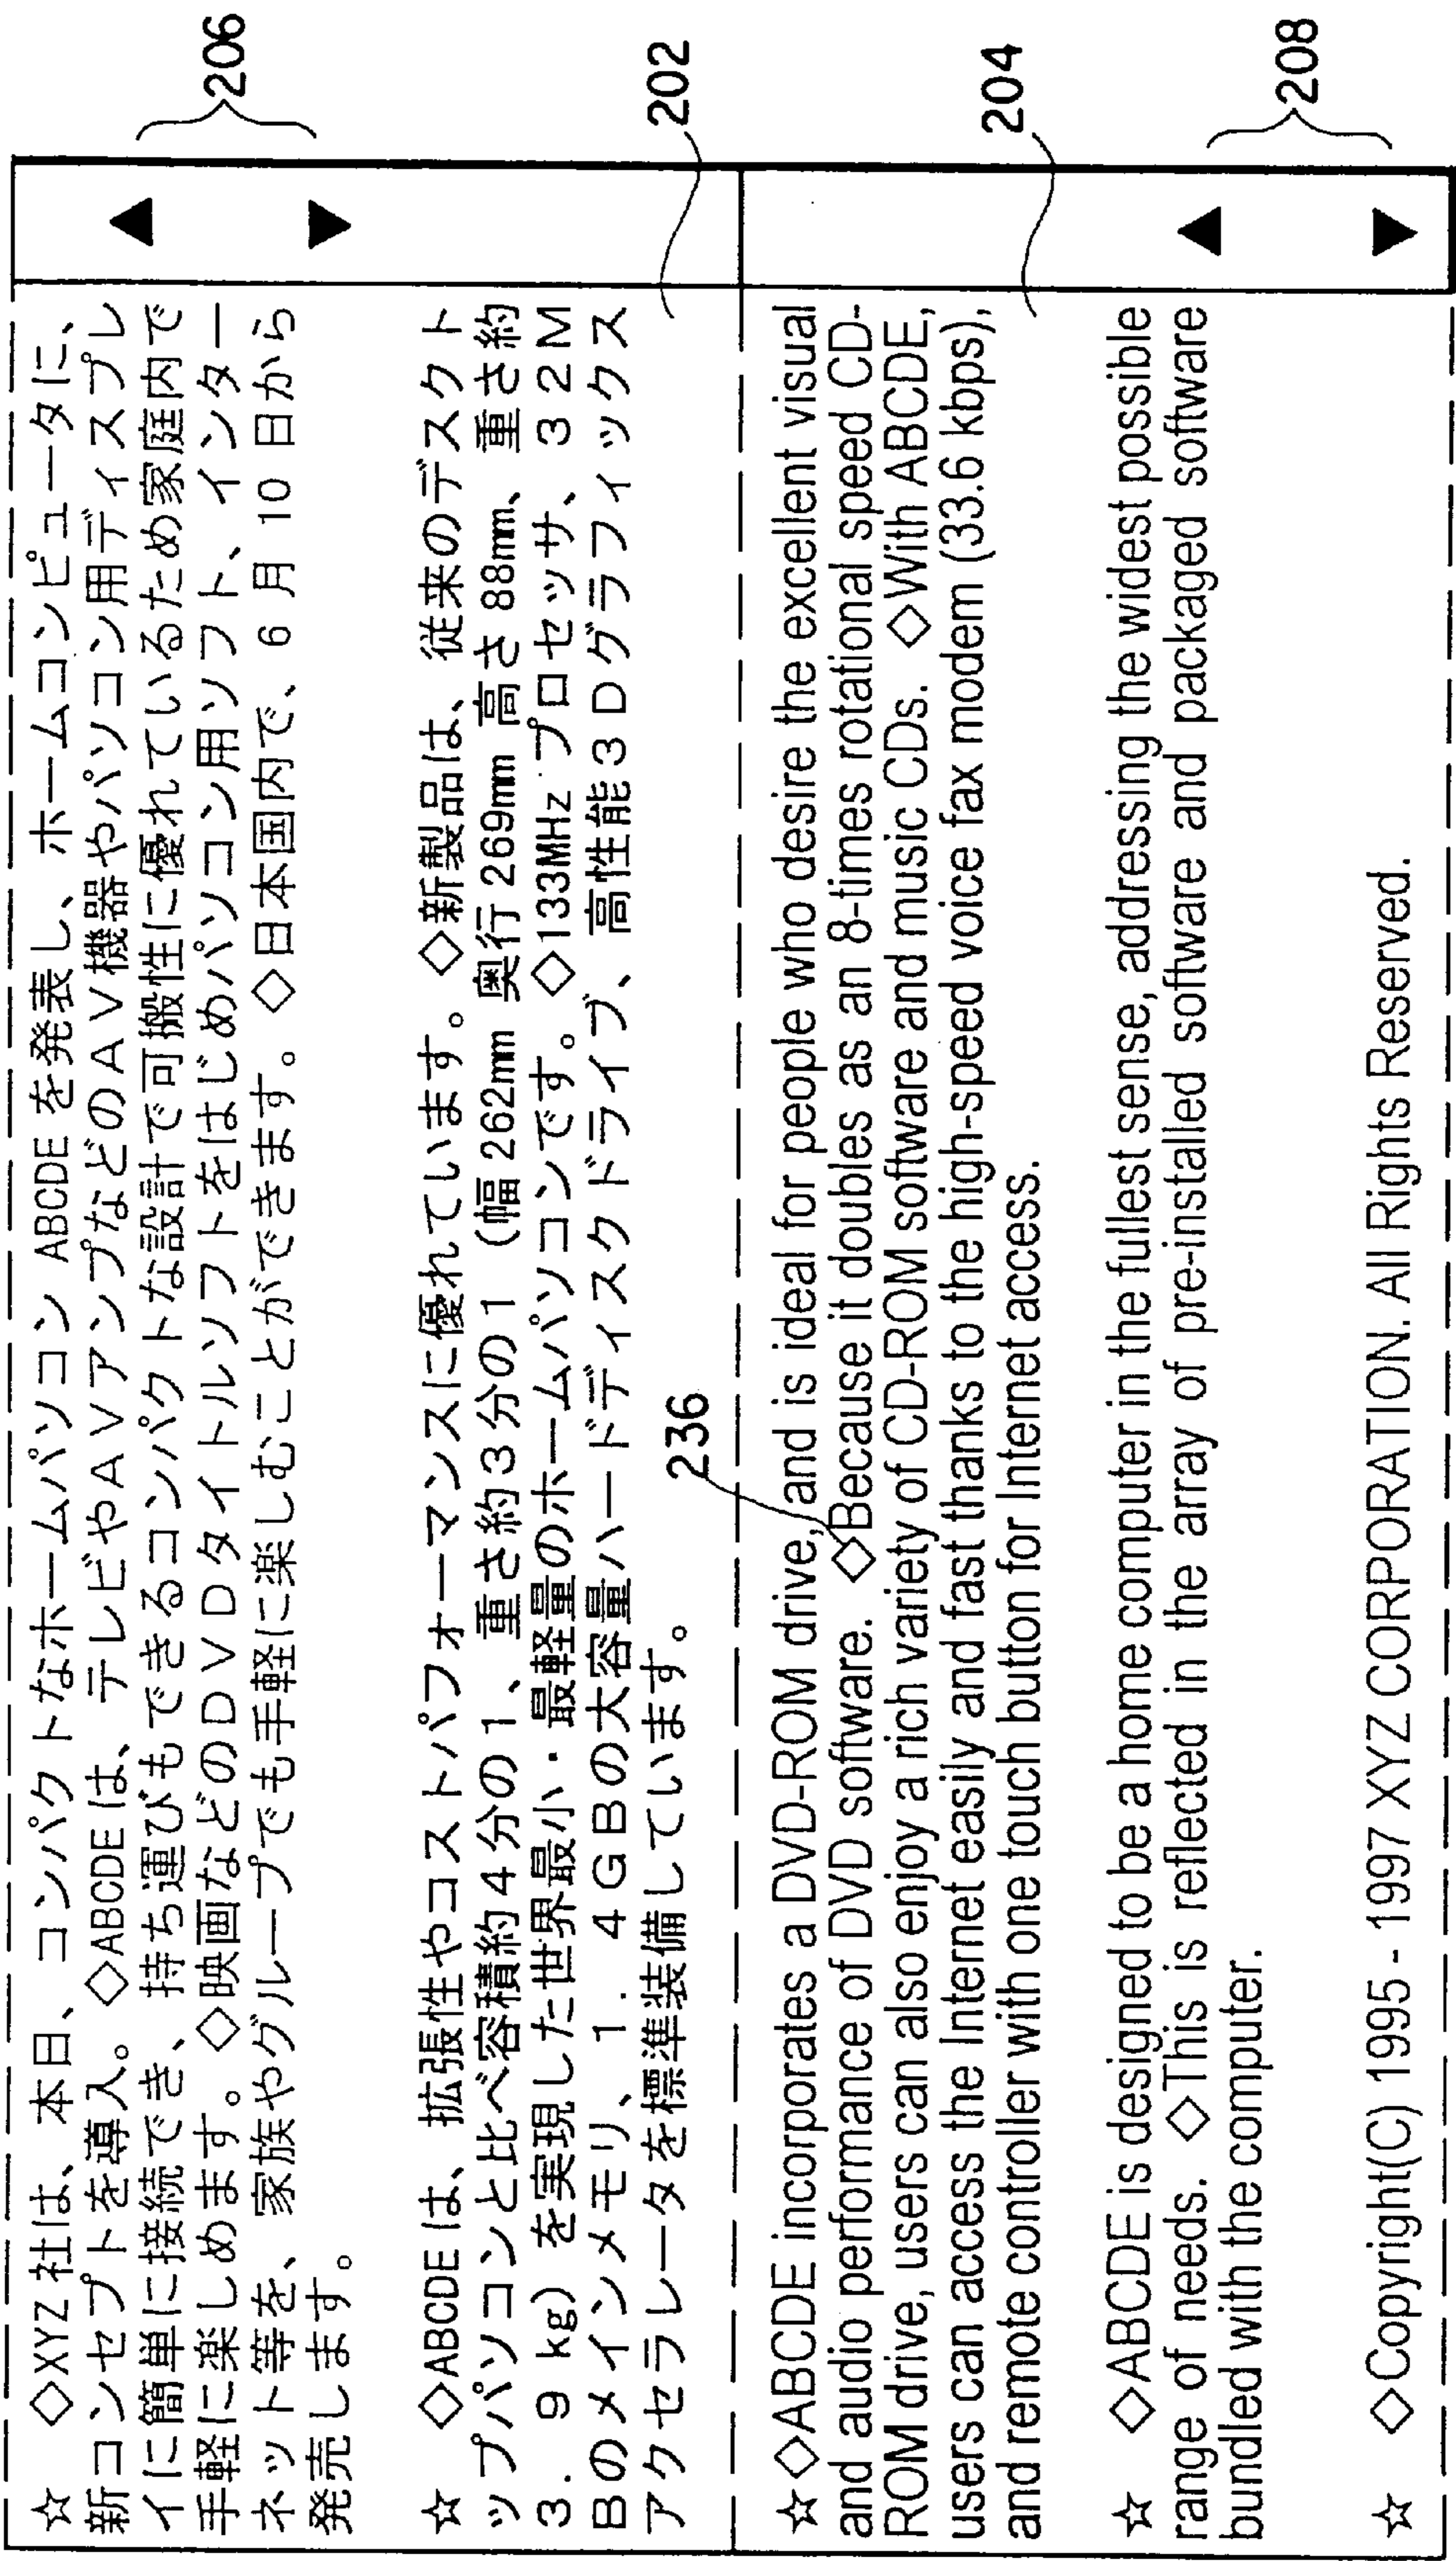 ☆　◇XYZ 社は、本日、コンパクトなホームパソコン ABCDE を発表し、ホームコンピュータに、
新コンセプトを導入。◇ABCDE は、テレビやAVアンプなどのAV機器やパソコン用ディスプレ
イに簡単に接続でき、持ち運びもできるコンパクトな設計で可搬性に優れているため家庭内で
手軽に楽しめます。◇映画などのDVDタイトルソフトをはじめパソコン用ソフト、インター
ネット等を、家族やグループでも手軽に楽しむことができます。◇日本国内で、6 月 10 日から
発売します。
206
☆　◇ABCDE は、拡張性やコストパフォーマンスに優れています。◇新製品は、従来のデスクト
ップパソコンと比べ容積約4分の1、重さ約3分の1（幅 262mm 奥行 269mm 高さ 88mm、重さ約
3．9 kg）を実現した世界最小・最軽量のホームパソコンです。◇133MHz プロセッサ、32M
Bのメインメモリ、1．4GBの大容量ハードディスクドライブ、高性能3Dグラフィックス
アクセラレータを標準装備しています。
202
236
☆◇ABCDE incorporates a DVD-ROM drive, and is ideal for people who desire the excellent visual
and audio performance of DVD software. ◇Because it doubles as an 8-times rotational speed CD-
ROM drive, users can also enjoy a rich variety of CD-ROM software and music CDs. ◇With ABCDE,
users can access the Internet easily and fast thanks to the high-speed voice fax modem (33.6 kbps),
and remote controller with one touch button for Internet access.
204
☆　◇ABCDE is designed to be a home computer in the fullest sense, addressing the widest possible
range of needs. ◇This is reflected in the array of pre-installed software and packaged software
bundled with the computer.
208
☆　◇Copyright(C) 1995 - 1997 XYZ CORPORATION. All Rights Reserved.